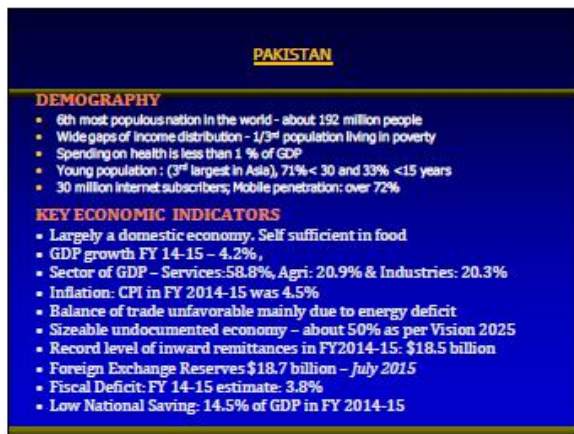 PAKISTAN
DEMOGRAPHY
• 6th most populous nation in the world - about 192 million people
• Wide gaps of income distribution - 1/3rd population living in poverty
• Spending on health is less than 1 % of GDP
• Young population : (3rd largest in Asia), 71%< 30 and 33% <15 years
• 30 million internet subscribers; Mobile penetration: over 72%
KEY ECONOMIC INDICATORS
▪ Largely a domestic economy. Self sufficient in food
▪ GDP growth FY 14-15 – 4.2% ,
▪ Sector of GDP – Services:58.8%, Agri: 20.9% & Industries: 20.3%
▪ Inflation: CPI in FY 2014-15 was 4.5%
▪ Balance of trade unfavorable mainly due to energy deficit
▪ Sizeable undocumented economy – about 50% as per Vision 2025
▪ Record level of inward remittances in FY2014-15: $18.5 billion
▪ Foreign Exchange Reserves $18.7 billion – July 2015
▪ Fiscal Deficit: FY 14-15 estimate: 3.8%
▪ Low National Saving: 14.5% of GDP in FY 2014-15